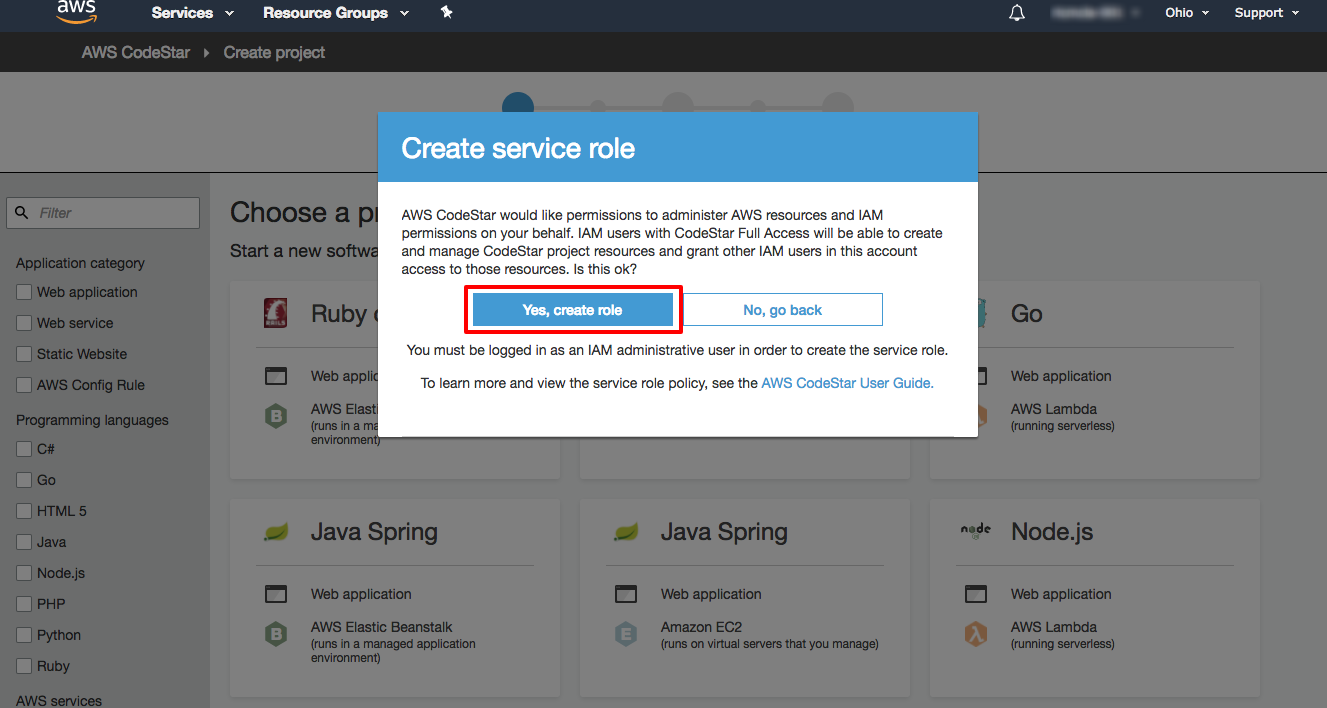 aws
Services
Resource Groups
Ohio
Support
AWS CodeStar
Create project
Create service role
AWS CodeStar would like permissions to administer AWS resources and IAM
permissions on your behalf. IAM users with CodeStar Full Access will be able to create
and manage CodeStar project resources and grant other IAM users in this account
access to those resources. Is this ok?
Yes, create role
No, go back
You must be logged in as an IAM administrative user in order to create the service role.
To learn more and view the service role policy, see the AWS CodeStar User Guide.
Filter
Application category
Web application
Web service
Static Website
AWS Config Rule
Programming languages
C#
Go
HTML 5
Java
Node.js
PHP
Python
Ruby
AWS services
Choose a
Start a new
Ruby
Web
AWS
(runs in a
environment)
Go
Web application
AWS Lambda
(running serverless)
Java Spring
Web application
AWS Elastic Beanstalk
(runs in a managed application
environment)
Java Spring
Web application
Amazon EC2
(runs on virtual servers that you manage)
node
Node.js
Web application
AWS Lambda
(running serverless)